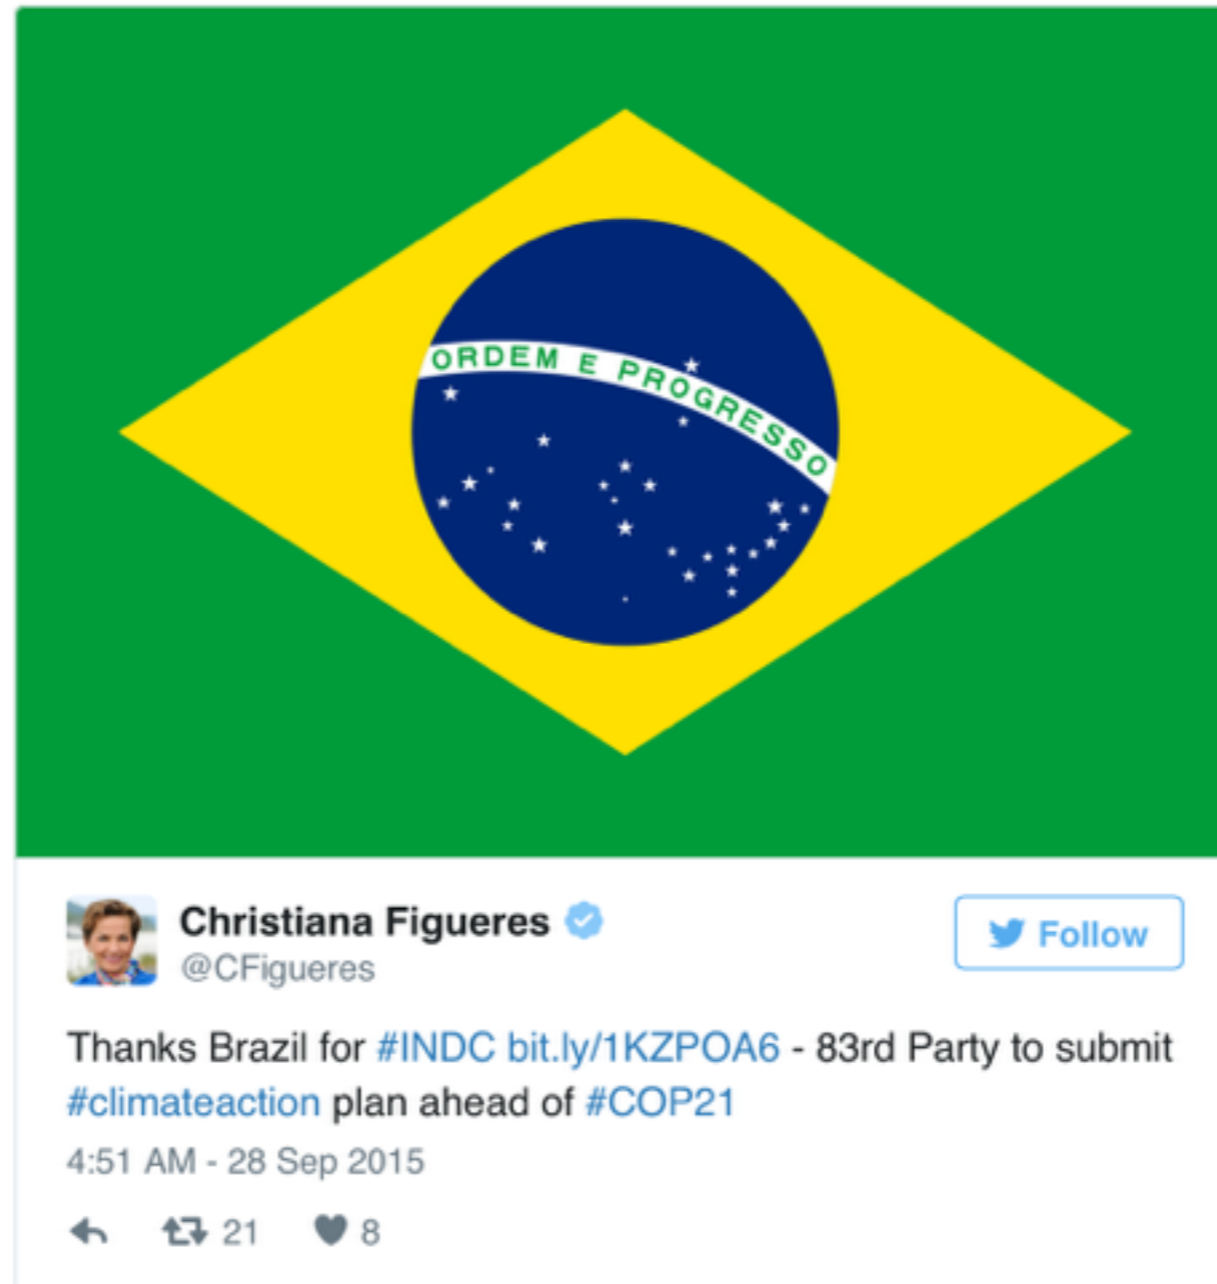 ORDEM E PROGRESSO
Christiana Figueres
Follow
@CFigueres
Thanks Brazil for #INDC bit.ly/1KZPOA6 - 83rd Party to submit
#climateaction plan ahead of #COP21
4:51 AM - 28 Sep 2015
21 8